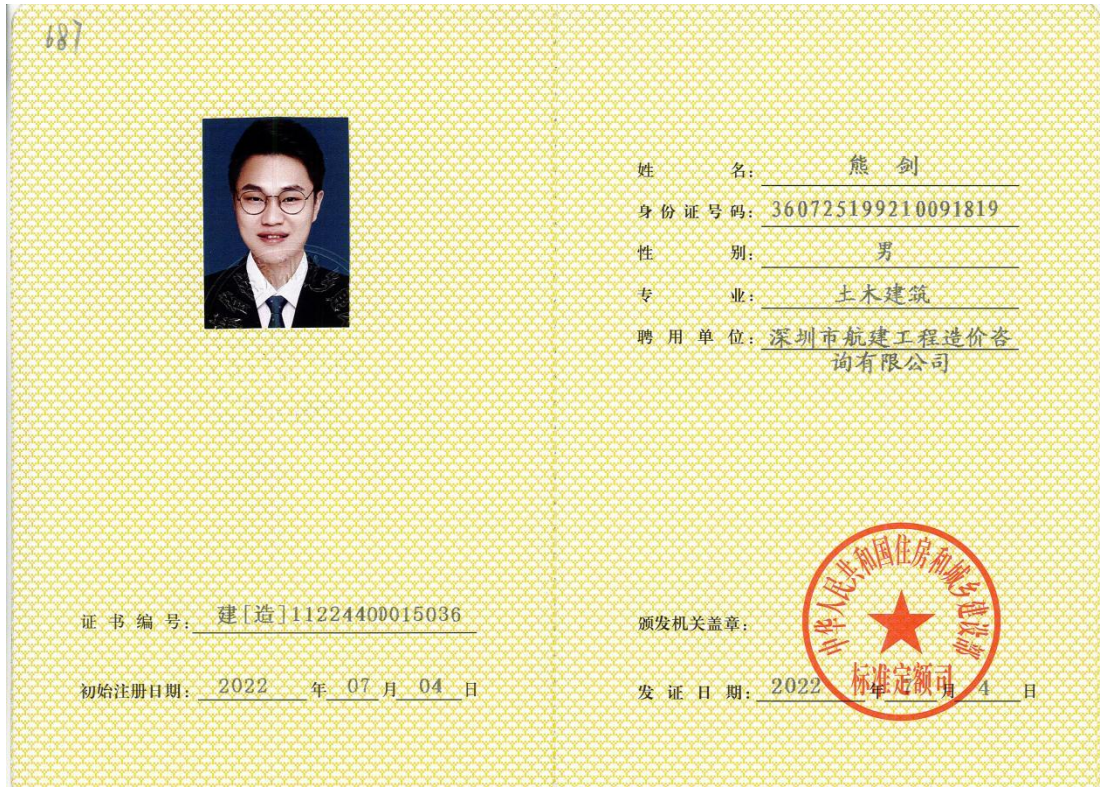 687
姓 名: 熊 剑
身份证号码: 360725199210091819
性 别: 男
专 业: 土木建筑
聘用单位: 深圳市航建工程造价咨
询有限公司
证书编号: 建[造]11224400015036
初始注册日期: 2022 年 07 月 04 日
颁发机关盖章:
中华人民共和国住房和城乡建设部
标准定额司
发证日期: 2022 年 7 月 4 日